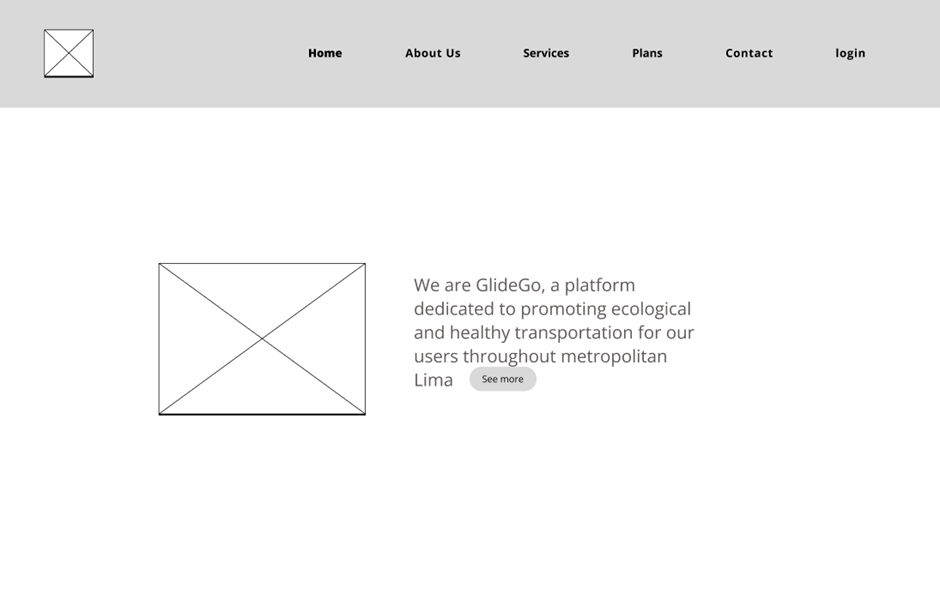 Home About Us Services Plans Contact login
We are GlideGo, a platform
dedicated to promoting ecological
and healthy transportation for our
users throughout metropolitan
Lima See more